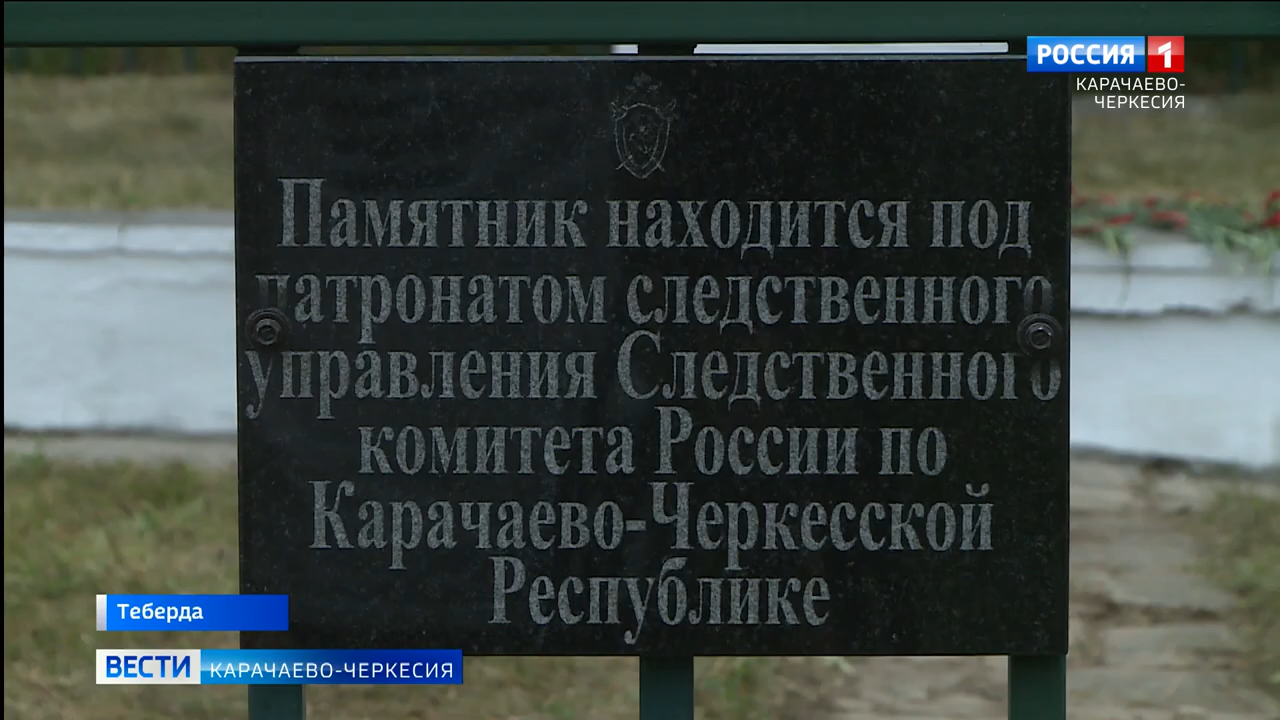 РОССИЯ 1
КАРАЧАЕВО-
ЧЕРКЕСИЯ
Памятник находится под
патронатом следственного
управления Следственного
комитета России по
Карачаево-Черкесской
Республике
Теберда
ВЕСТИ КАРАЧАЕВО-ЧЕРКЕСИЯ